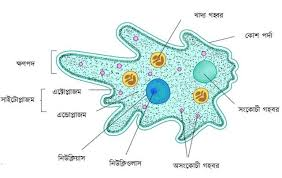 খাদ্য গহ্বর
কোশ পর্দা
ক্ষণপদ
এক্টোপ্লাজম
সাইটোপ্লাজম
এন্ডোপ্লাজম
সংকোচী গহ্বর
নিউক্লিয়াস
নিউক্লিওলাস
অসংকোচী গহ্বর